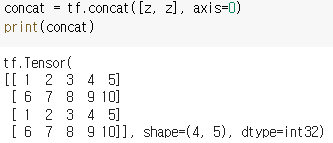 concat = tf.concat([z, z], axis=0)
print(concat)
tf.Tensor(
[[ 1 2 3 4 5]
[ 6 7 8 9 10]
[ 1 2 3 4 5]
[ 6 7 8 9 10]], shape=(4, 5), dtype=int32)